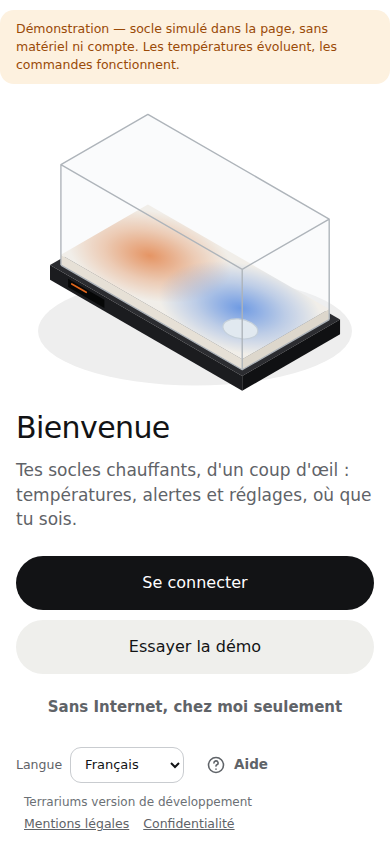 Démonstration — socle simulé dans la page, sans
matériel ni compte. Les températures évoluent, les
commandes fonctionnent.
Bienvenue
Tes socles chauffants, d'un coup d'œil :
températures, alertes et réglages, où que
tu sois.
Se connecter
Essayer la démo
Sans Internet, chez moi seulement
Langue Français Aide
Terrariums version de développement
Mentions légales Confidentialité